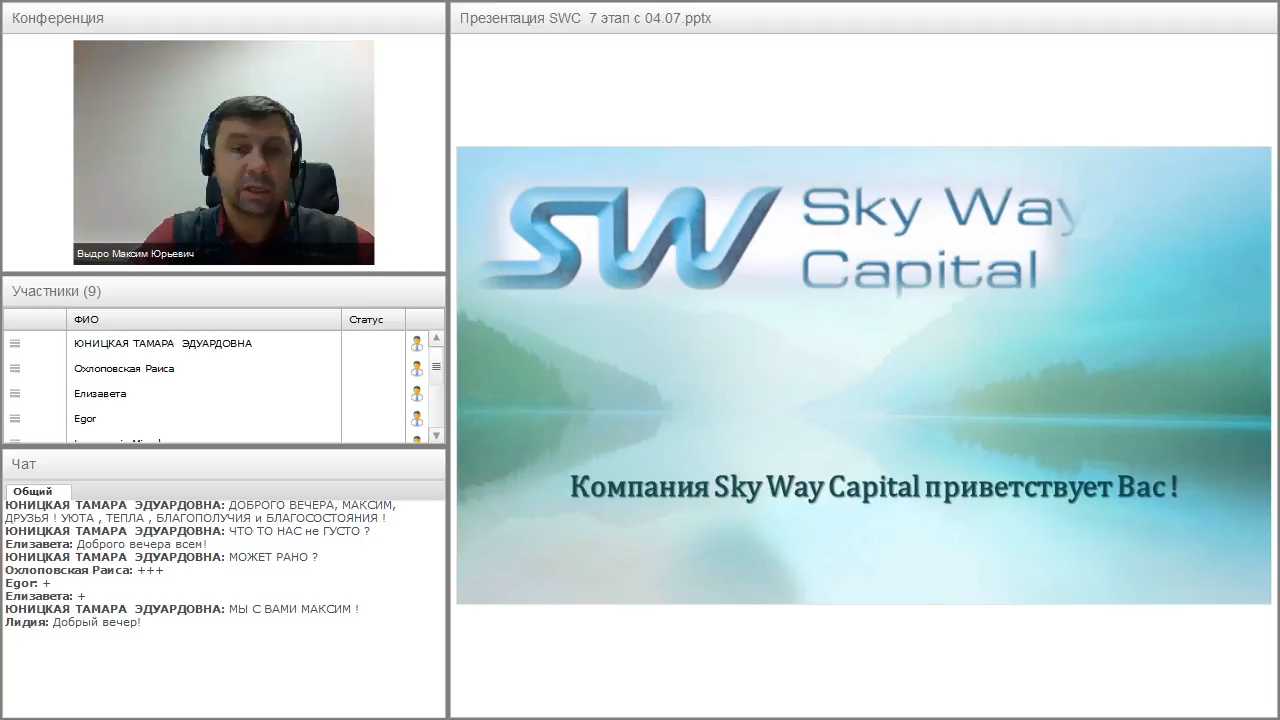 Конференция
Выдро Максим Юрьевич
Участники (9)
ФИО
Статус
ЮНИЦКАЯ ТАМАРА ЭДУАРДОВНА
Охлоповская Раиса
Елизавета
Egor
Чат
Общий
ЮНИЦКАЯ ТАМАРА ЭДУАРДОВНА: ДОБРОГО ВЕЧЕРА, МАКСИМ,
ДРУЗЬЯ ! УЮТА , ТЕПЛА , БЛАГОПОЛУЧИЯ и БЛАГОСОСТОЯНИЯ !
ЮНИЦКАЯ ТАМАРА ЭДУАРДОВНА: ЧТО ТО НАС не ГУСТО ?
Елизавета: Доброго вечера всем!
ЮНИЦКАЯ ТАМАРА ЭДУАРДОВНА: МОЖЕТ РАНО ?
Охлоповская Раиса: +++
Egor: +
Елизавета: +
ЮНИЦКАЯ ТАМАРА ЭДУАРДОВНА: МЫ С ВАМИ МАКСИМ !
Лидия: Добрый вечер!
Презентация SWC 7 этап с 04.07.pptx
SW
Sky Way
Capital
Компания Sky Way Capital приветствует Вас !